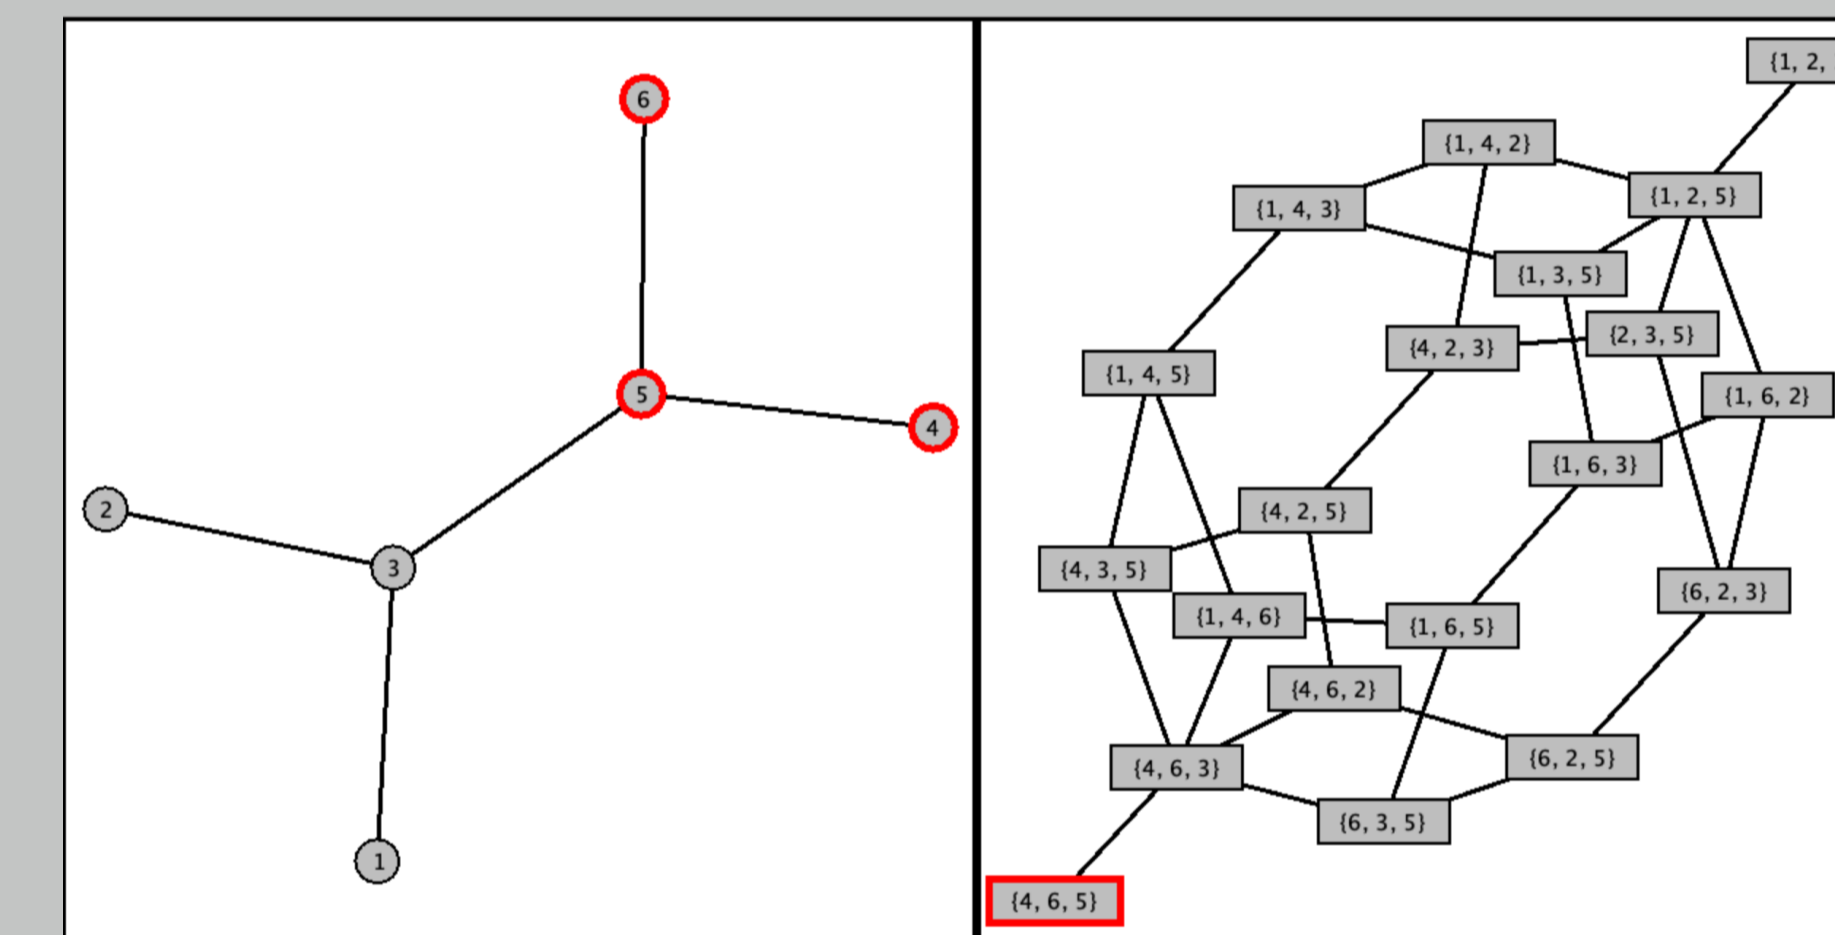 6
5
4
2
3
1
{1, 2,
{1, 4, 2}
{1, 2, 5}
{1, 4, 3}
{1, 3, 5}
{2, 3, 5}
{4, 2, 3}
{1, 4, 5}
{1, 6, 2}
{1, 6, 3}
{4, 2, 5}
{4, 3, 5}
{6, 2, 3}
{1, 4, 6}
{1, 6, 5}
{4, 6, 2}
{6, 2, 5}
{4, 6, 3}
{6, 3, 5}
{4, 6, 5}